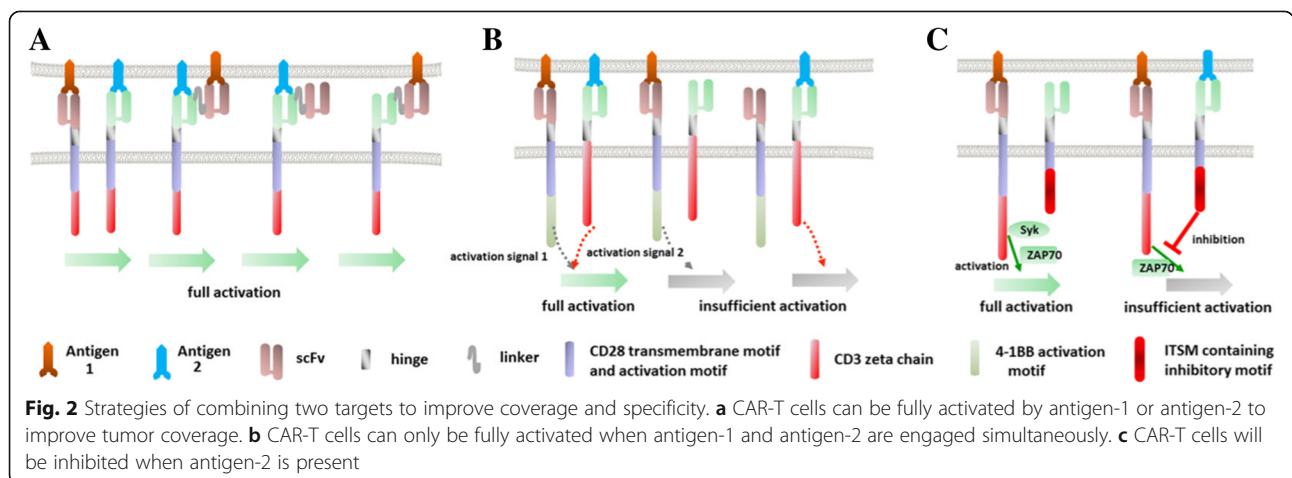 A
B
C
activation signal 1
activation signal 2
full activation
full activation
insufficient activation
Syk
ZAP70
activation
full activation
inhibition
ZAP70
insufficient activation
Antigen 1
Antigen 2
scFv
hinge
linker
CD28 transmembrane motif and activation motif
CD3 zeta chain
4-1BB activation motif
ITSM containing inhibitory motif
Fig. 2 Strategies of combining two targets to improve coverage and specificity. a CAR-T cells can be fully activated by antigen-1 or antigen-2 to
improve tumor coverage. b CAR-T cells can only be fully activated when antigen-1 and antigen-2 are engaged simultaneously. c CAR-T cells will
be inhibited when antigen-2 is present